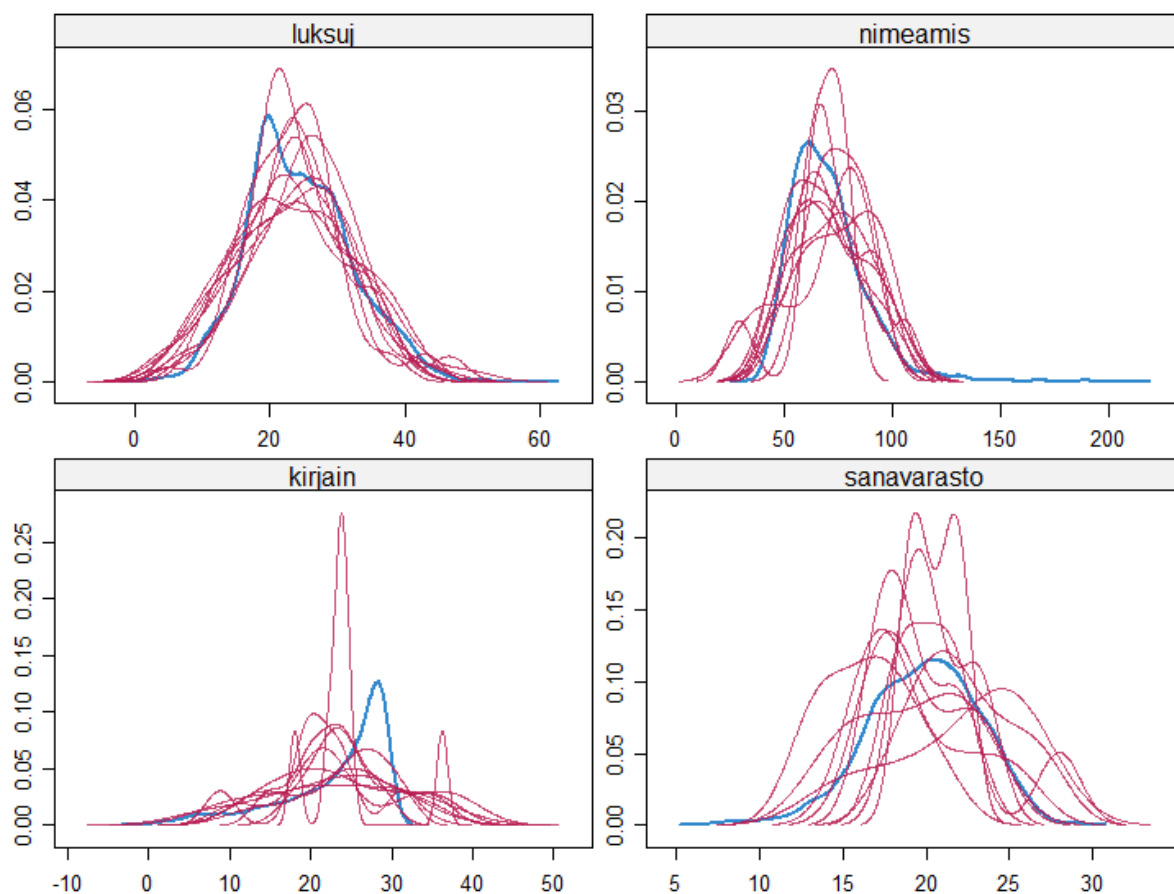 luksuj
0.00 0.02 0.04 0.06
0 20 40 60
nimeamis
0.00 0.01 0.02 0.03
0 50 100 150 200
kirjain
0.00 0.05 0.10 0.15 0.20 0.25
-10 0 10 20 30 40 50
sanavarasto
0.00 0.05 0.10 0.15 0.20
5 10 15 20 25 30